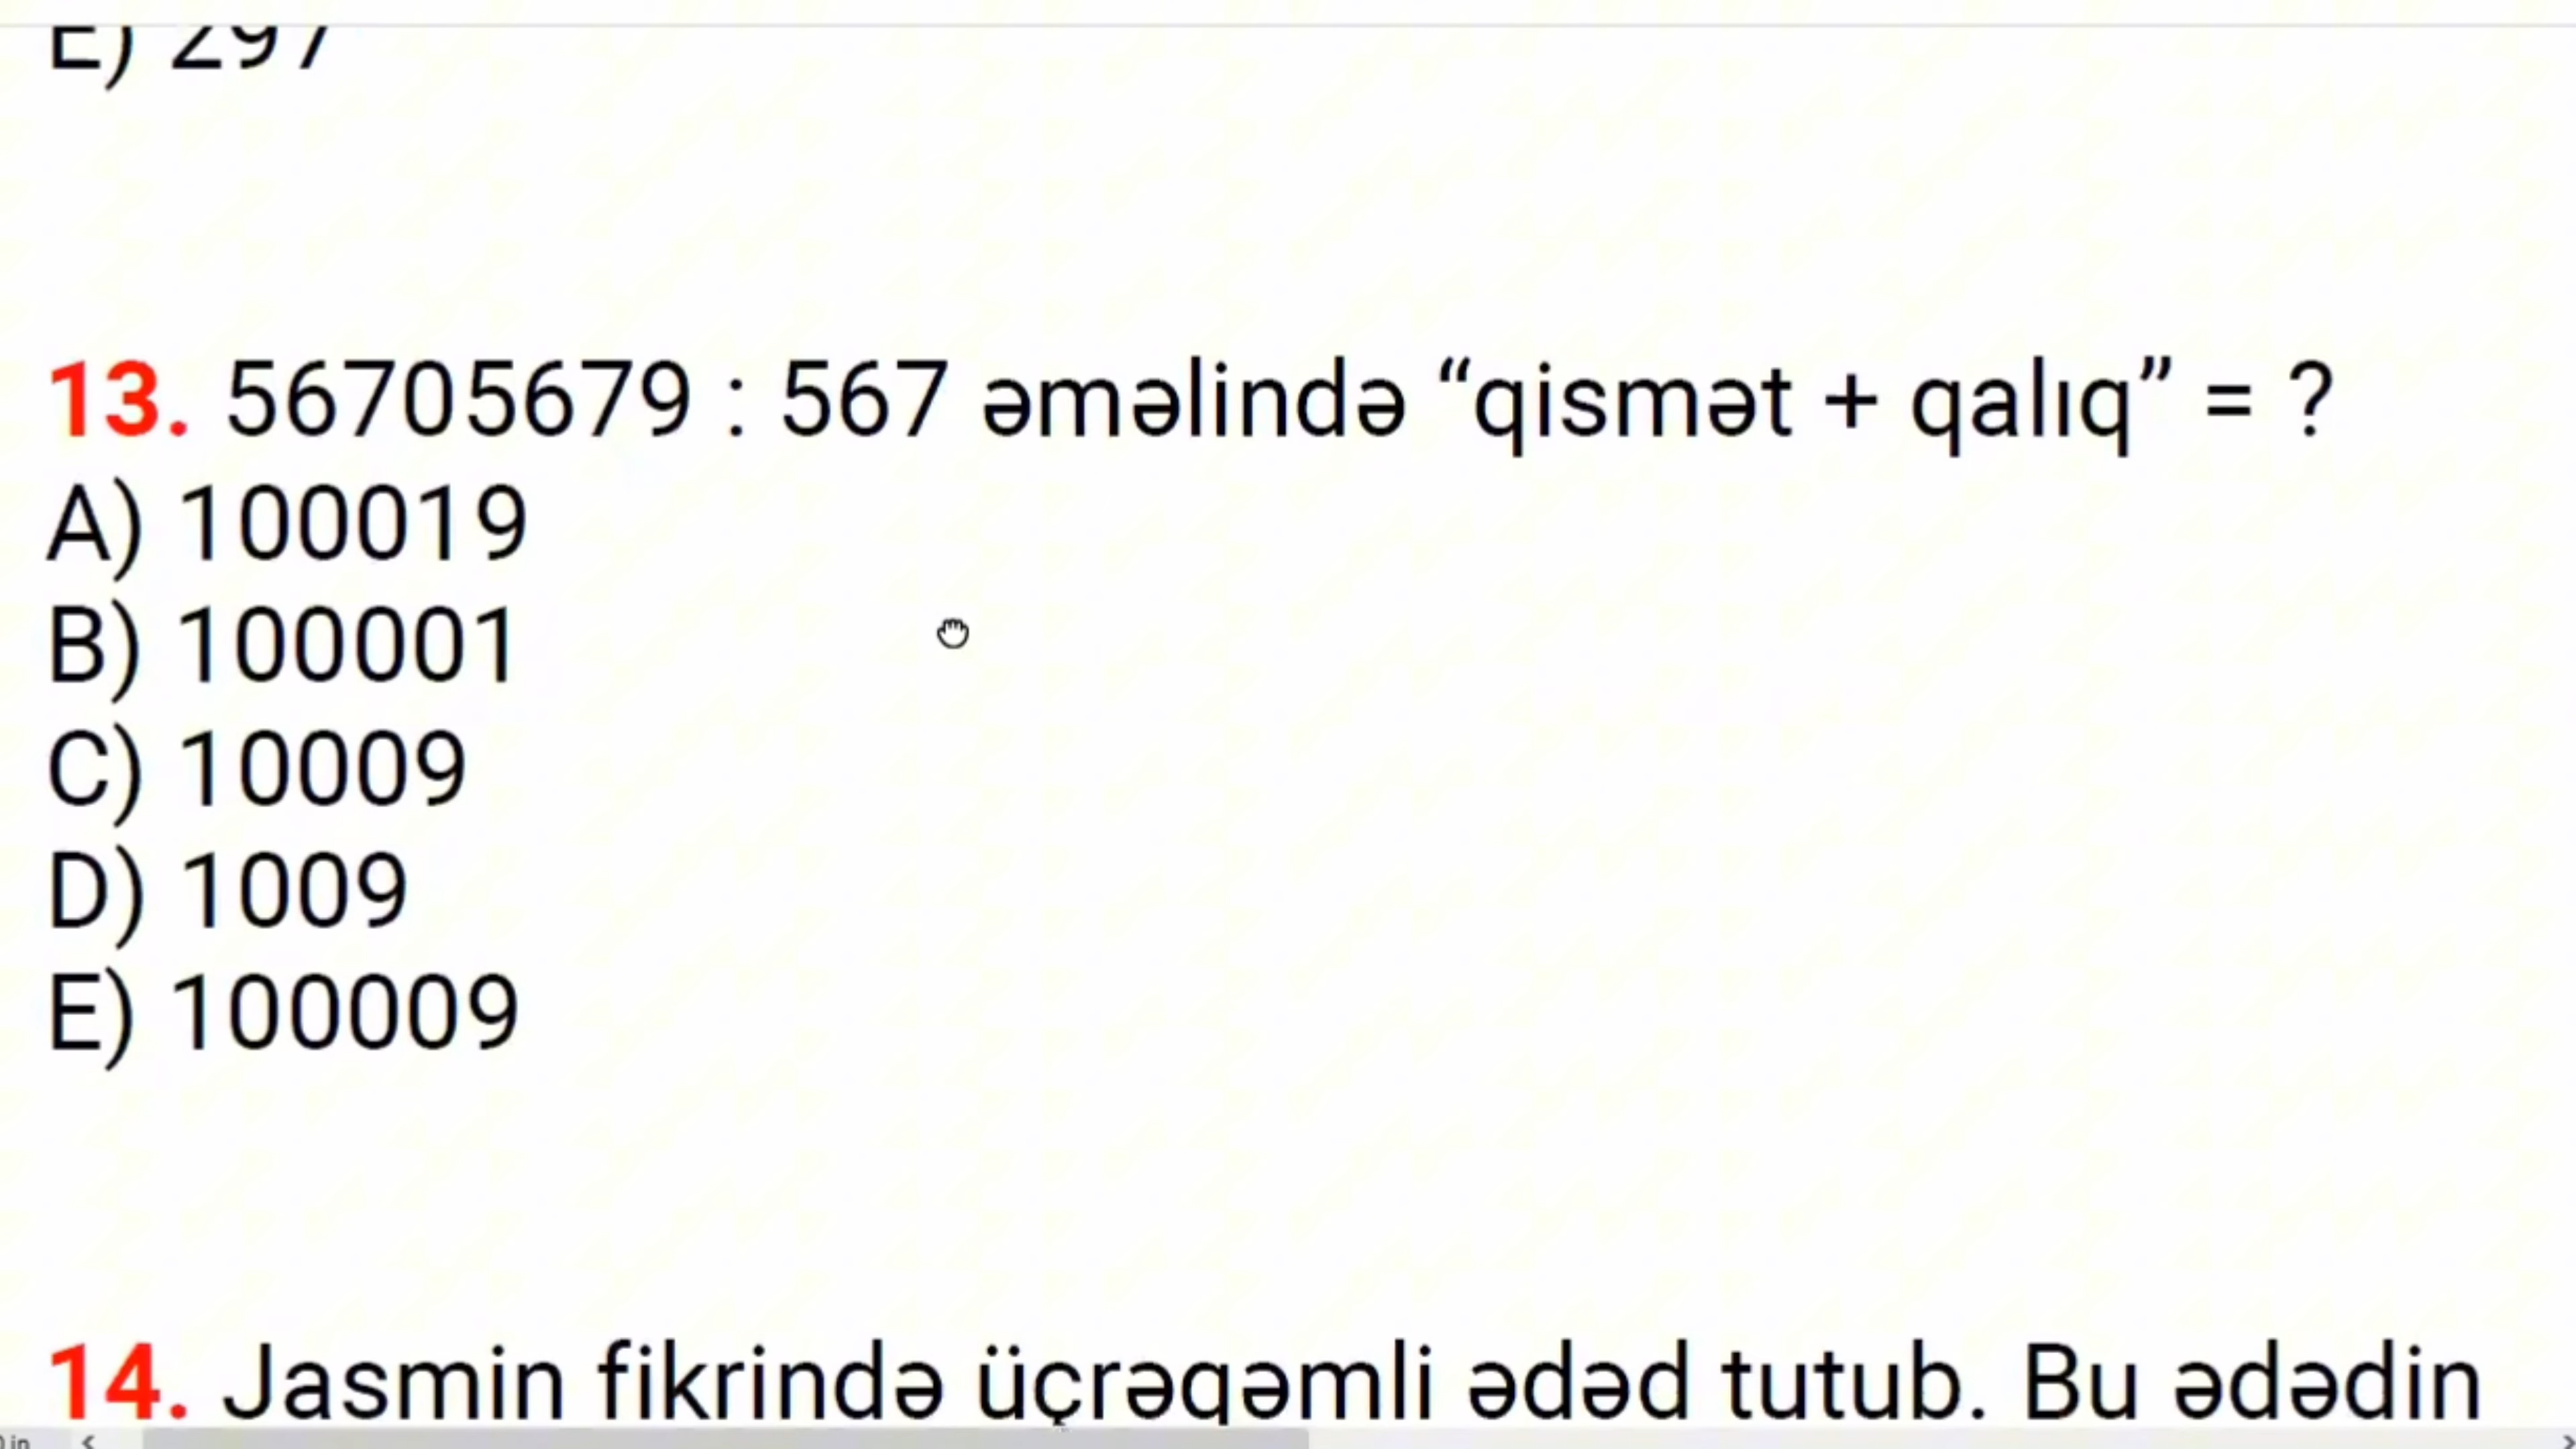 E) 297
13. 56705679 : 567 əməlində “qismət + qalıq” = ?
A) 100019
B) 100001
C) 10009
D) 1009
E) 100009
14. Jasmin fikrində üçrəqəmli ədəd tutub. Bu ədədin